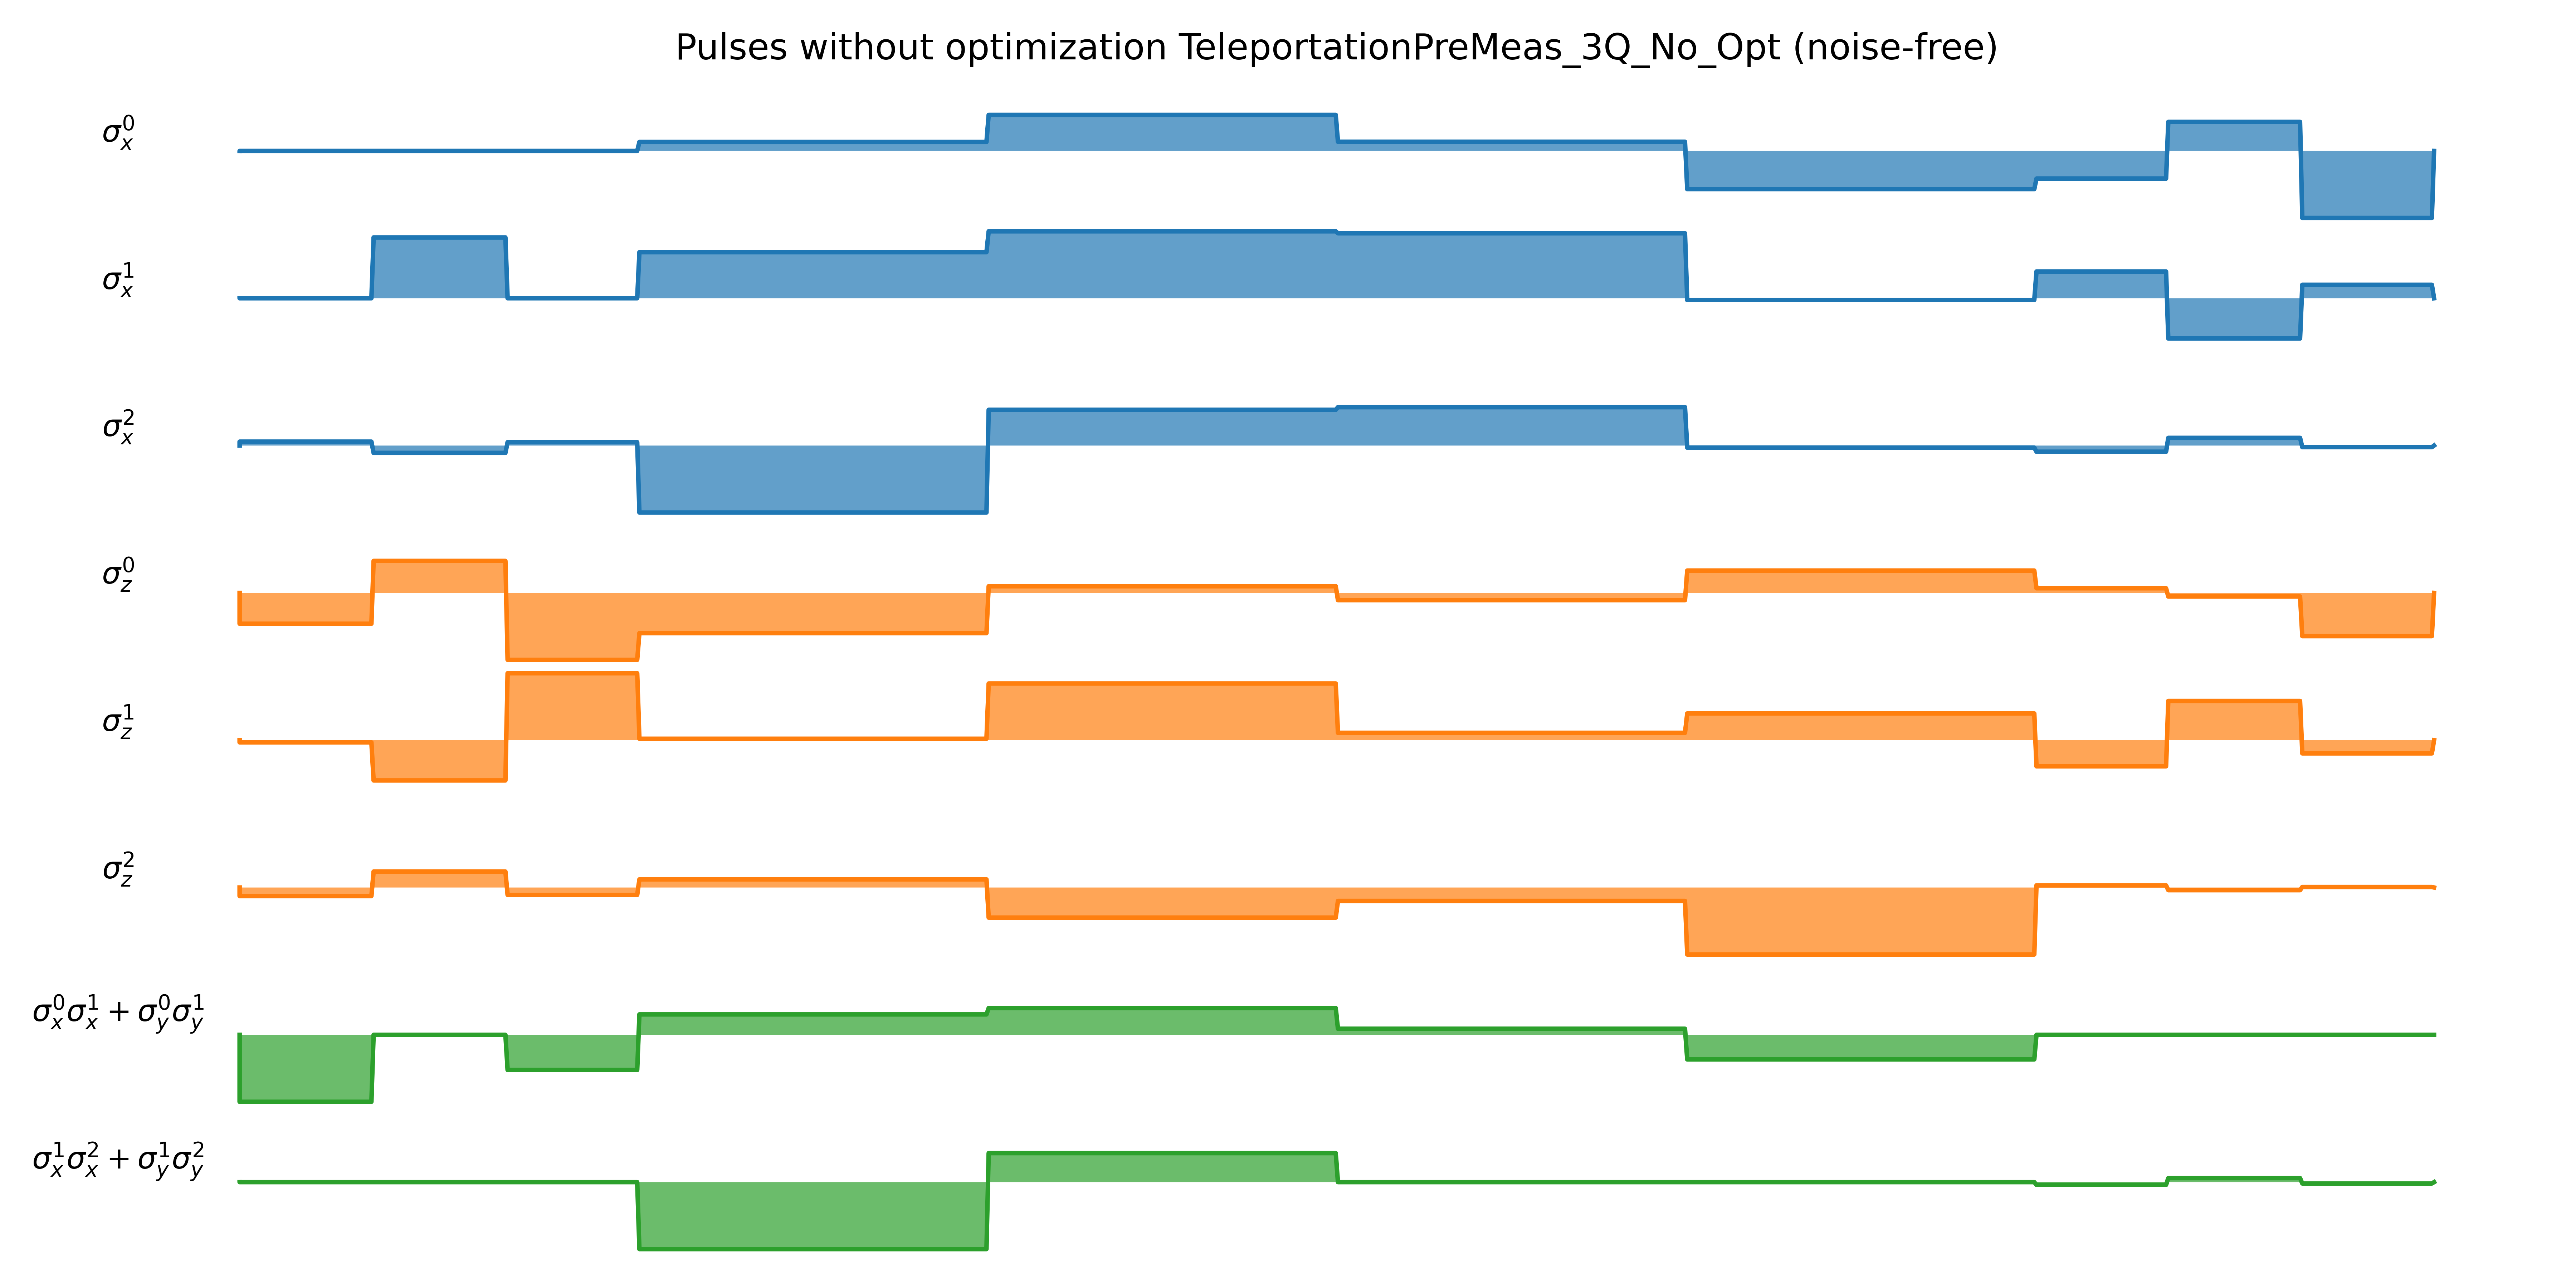 Pulses without optimization TeleportationPreMeas_3Q_No_Opt (noise-free)
σ_x^0
σ_x^1
σ_x^2
σ_z^0
σ_z^1
σ_z^2
σ_x^0σ_x^1 + σ_y^0σ_y^1
σ_x^1σ_x^2 + σ_y^1σ_y^2